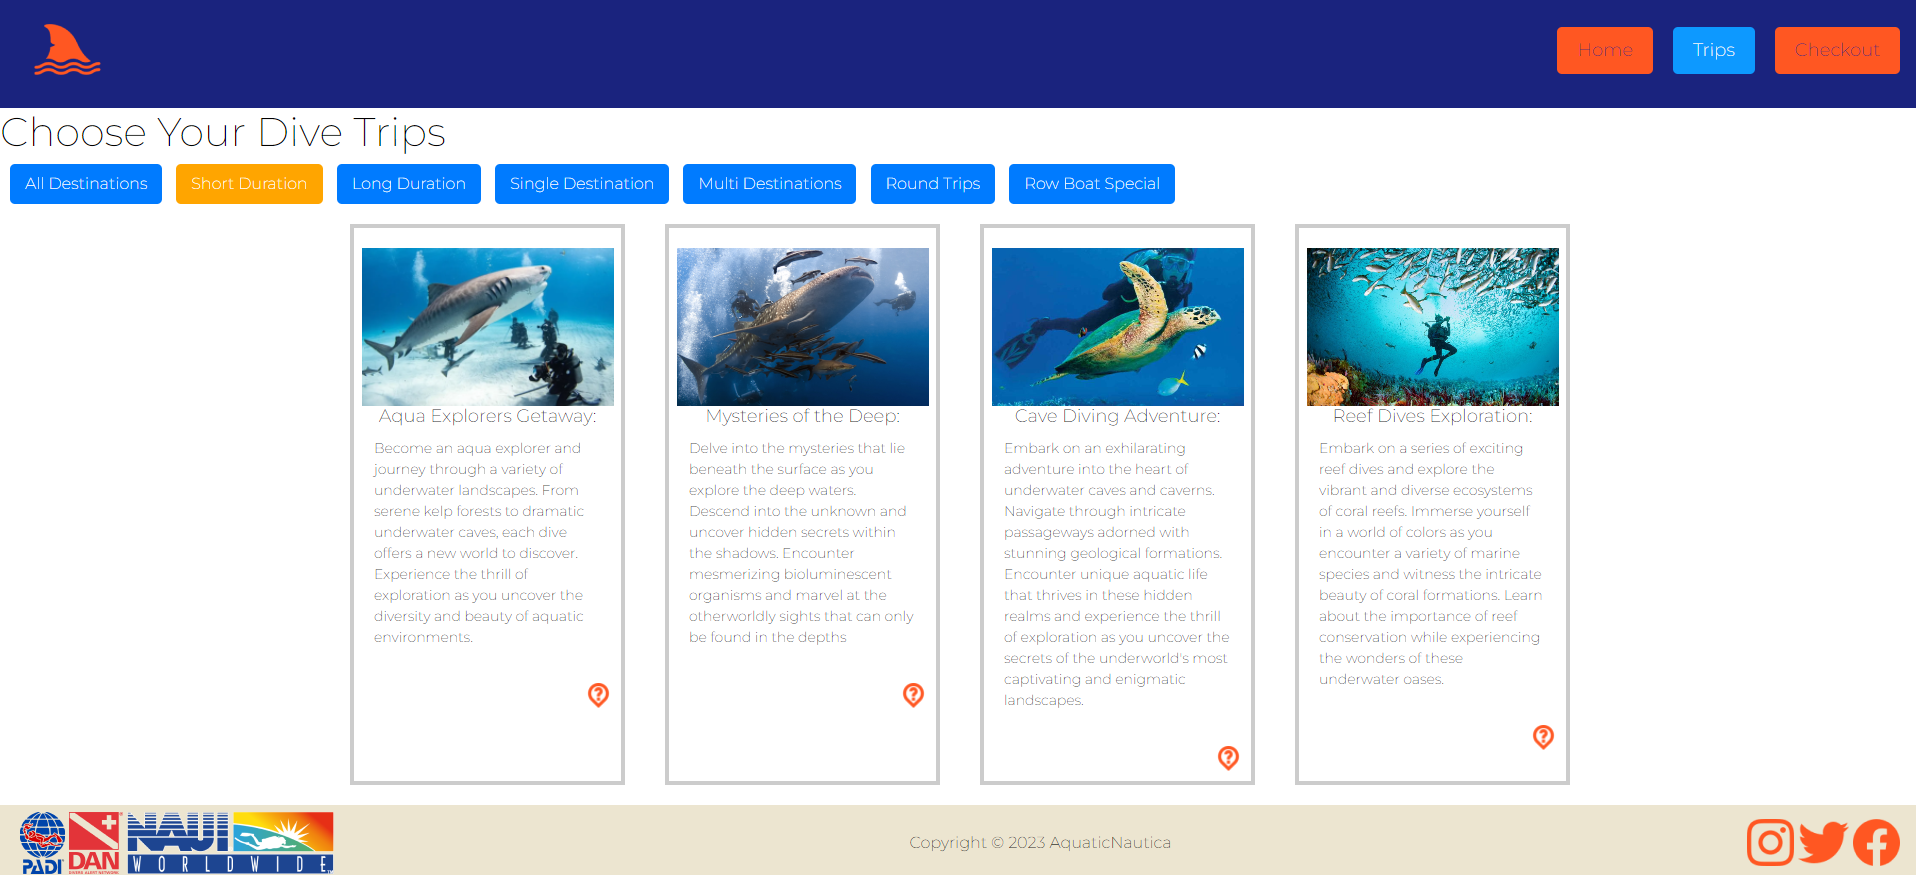 Home
Trips
Checkout
Choose Your Dive Trips
All Destinations
Short Duration
Long Duration
Single Destination
Multi Destinations
Round Trips
Row Boat Special
Aqua Explorers Getaway:
Become an aqua explorer and
journey through a variety of
underwater landscapes. From
serene kelp forests to dramatic
underwater caves, each dive
offers a new world to discover.
Experience the thrill of
exploration as you uncover the
diversity and beauty of aquatic
environments.
Mysteries of the Deep:
Delve into the mysteries that lie
beneath the surface as you
explore the deep waters.
Descend into the unknown and
uncover hidden secrets within
the shadows. Encounter
mesmerizing bioluminescent
organisms and marvel at the
otherworldly sights that can only
be found in the depths
Cave Diving Adventure:
Embark on an exhilarating
adventure into the heart of
underwater caves and caverns.
Navigate through intricate
passageways adorned with
stunning geological formations.
Encounter unique aquatic life
that thrives in these hidden
realms and experience the thrill
of exploration as you uncover the
secrets of the underworld's most
captivating and enigmatic
landscapes.
Reef Dives Exploration:
Embark on a series of exciting
reef dives and explore the
vibrant and diverse ecosystems
of coral reefs. Immerse yourself
in a world of colors as you
encounter a variety of marine
species and witness the intricate
beauty of coral formations. Learn
about the importance of reef
conservation while experiencing
the wonders of these
underwater oases.
PADI
DAN
DIVERS ALERT NETWORK
NAUI
WORLDWIDE
Copyright © 2023 AquaticNautica